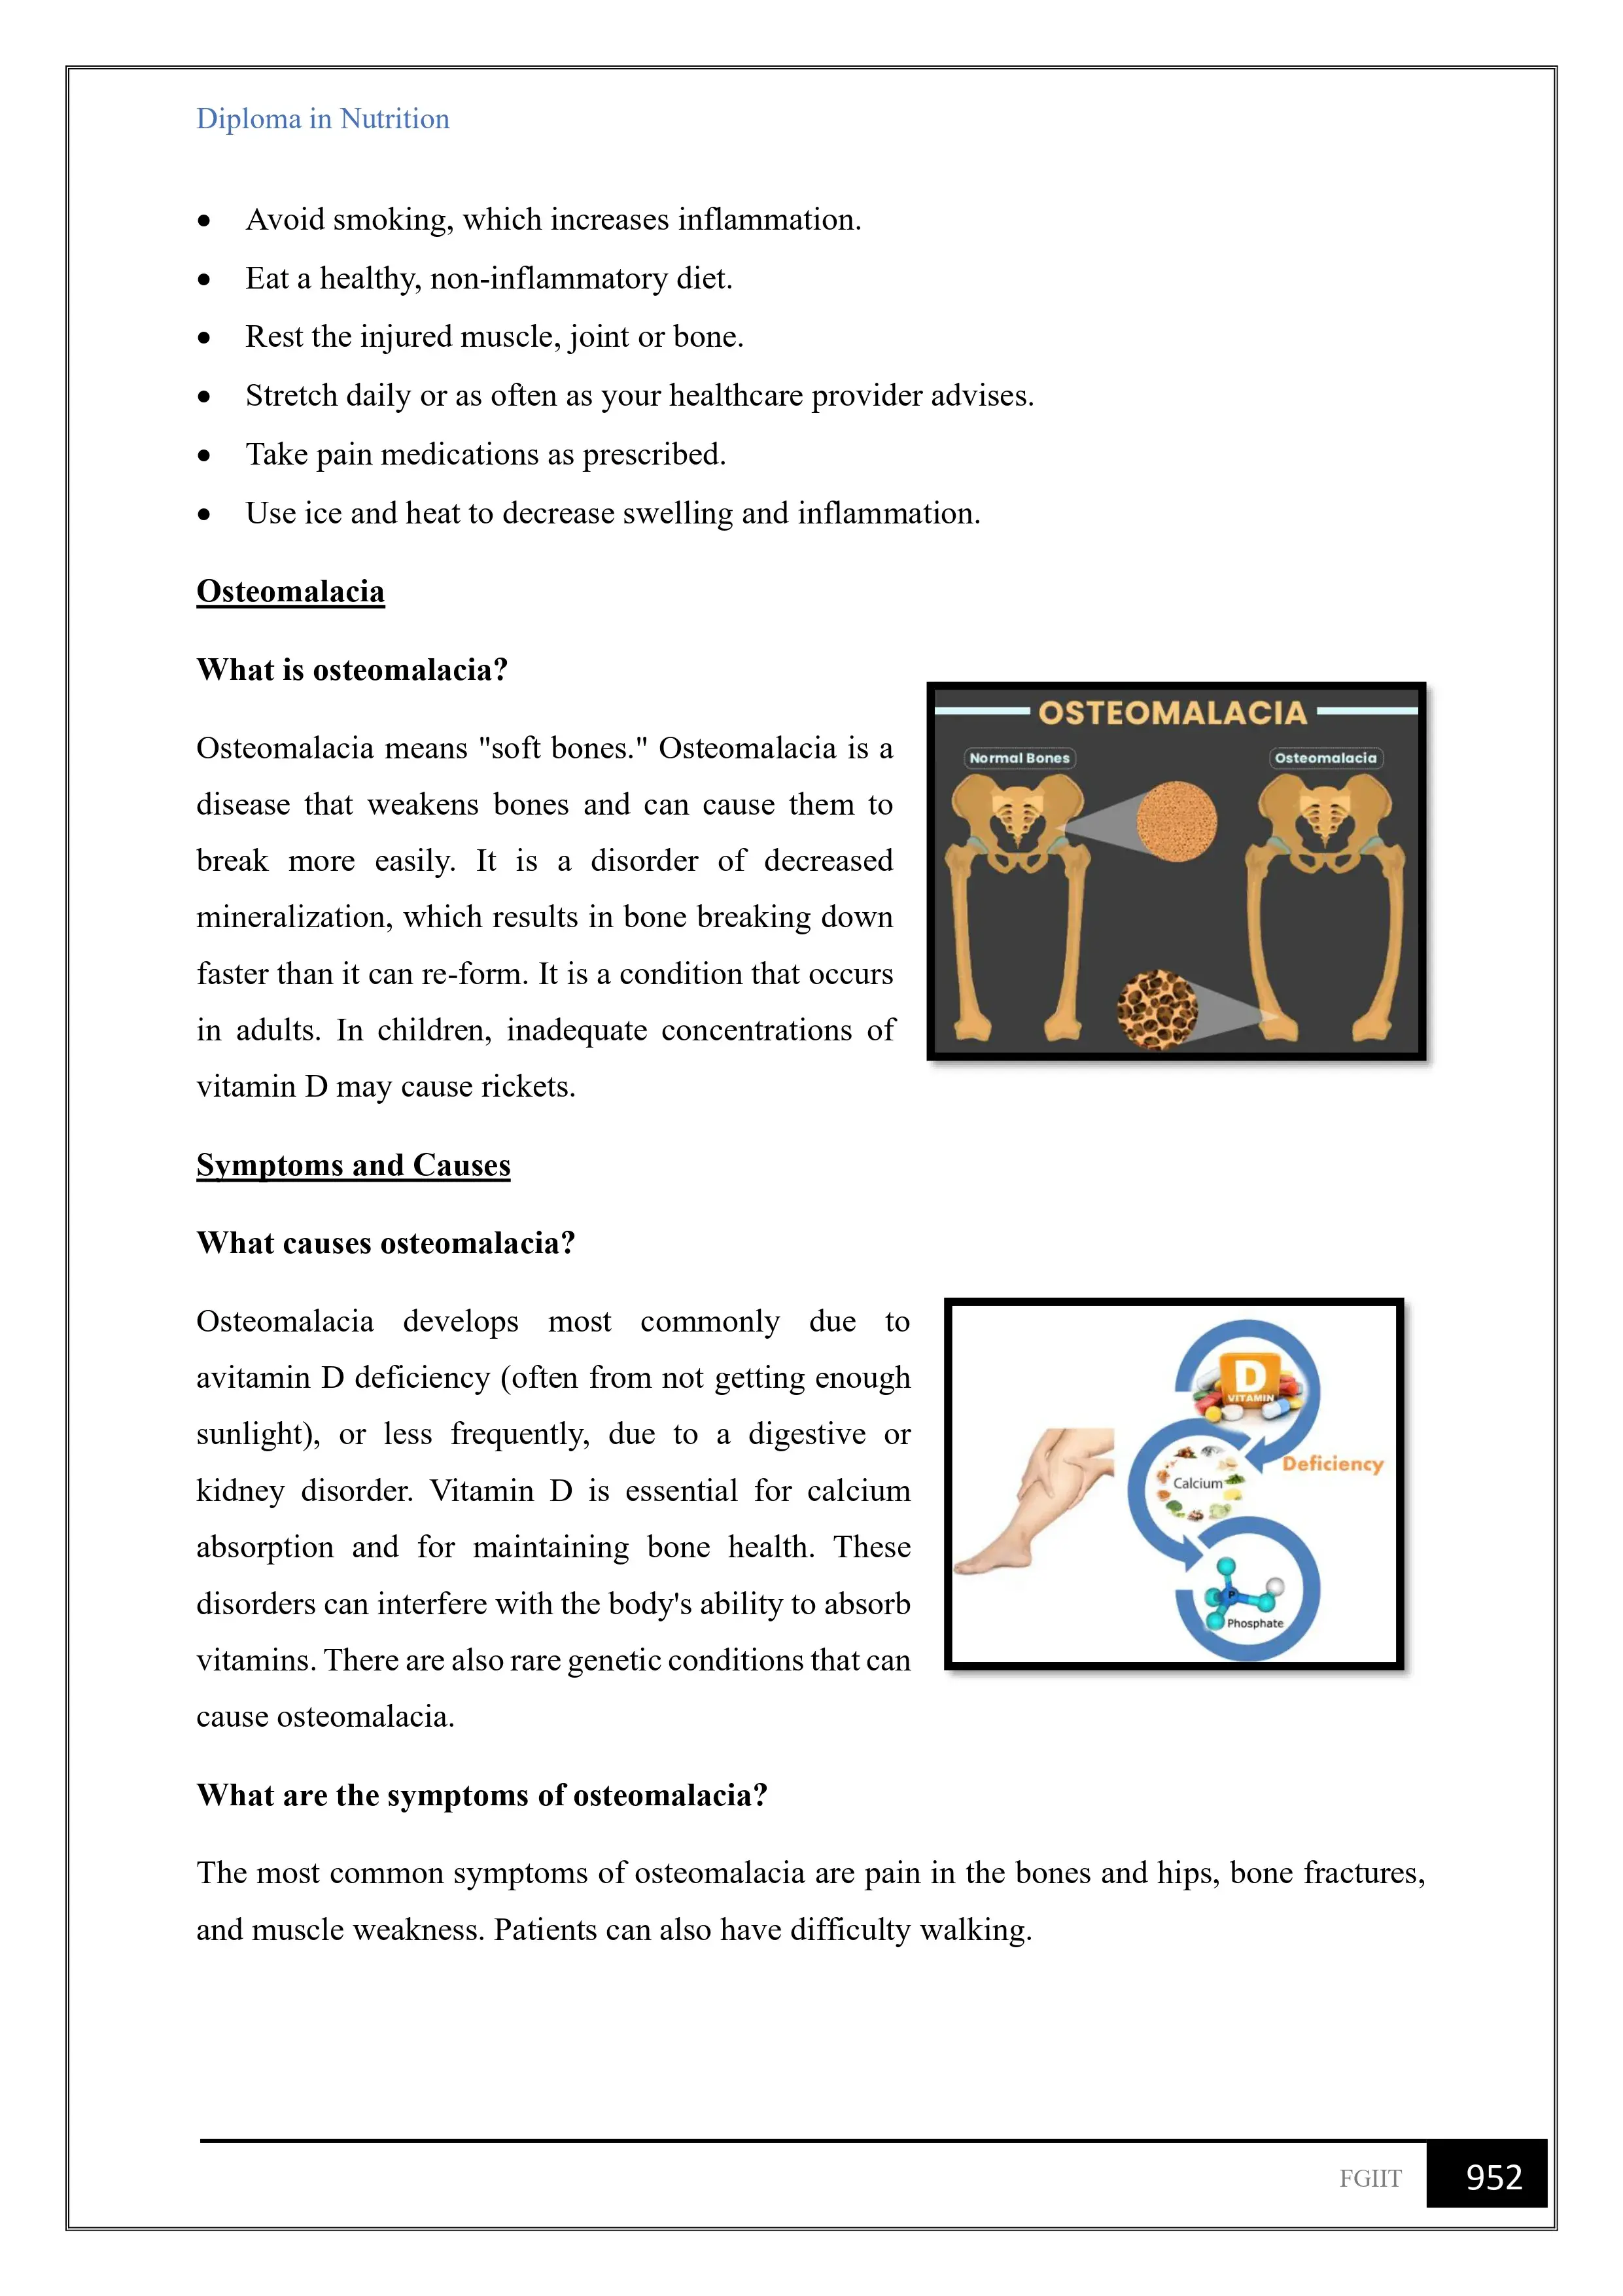 Diploma in Nutrition
• Avoid smoking, which increases inflammation.
• Eat a healthy, non-inflammatory diet.
• Rest the injured muscle, joint or bone.
• Stretch daily or as often as your healthcare provider advises.
• Take pain medications as prescribed.
• Use ice and heat to decrease swelling and inflammation.
Osteomalacia
What is osteomalacia?
Osteomalacia means "soft bones." Osteomalacia is a
disease that weakens bones and can cause them to
break more easily. It is a disorder of decreased
mineralization, which results in bone breaking down
faster than it can re-form. It is a condition that occurs
in adults. In children, inadequate concentrations of
vitamin D may cause rickets.
OSTEOMALACIA
Normal Bones
Osteomalacia
Symptoms and Causes
What causes osteomalacia?
Osteomalacia develops most commonly due to
avitamin D deficiency (often from not getting enough
sunlight), or less frequently, due to a digestive or
kidney disorder. Vitamin D is essential for calcium
absorption and for maintaining bone health. These
disorders can interfere with the body's ability to absorb
vitamins. There are also rare genetic conditions that can
cause osteomalacia.
D
VITAMIN
Deficiency
Calcium
P
Phosphate
What are the symptoms of osteomalacia?
The most common symptoms of osteomalacia are pain in the bones and hips, bone fractures,
and muscle weakness. Patients can also have difficulty walking.
FGIIT
952